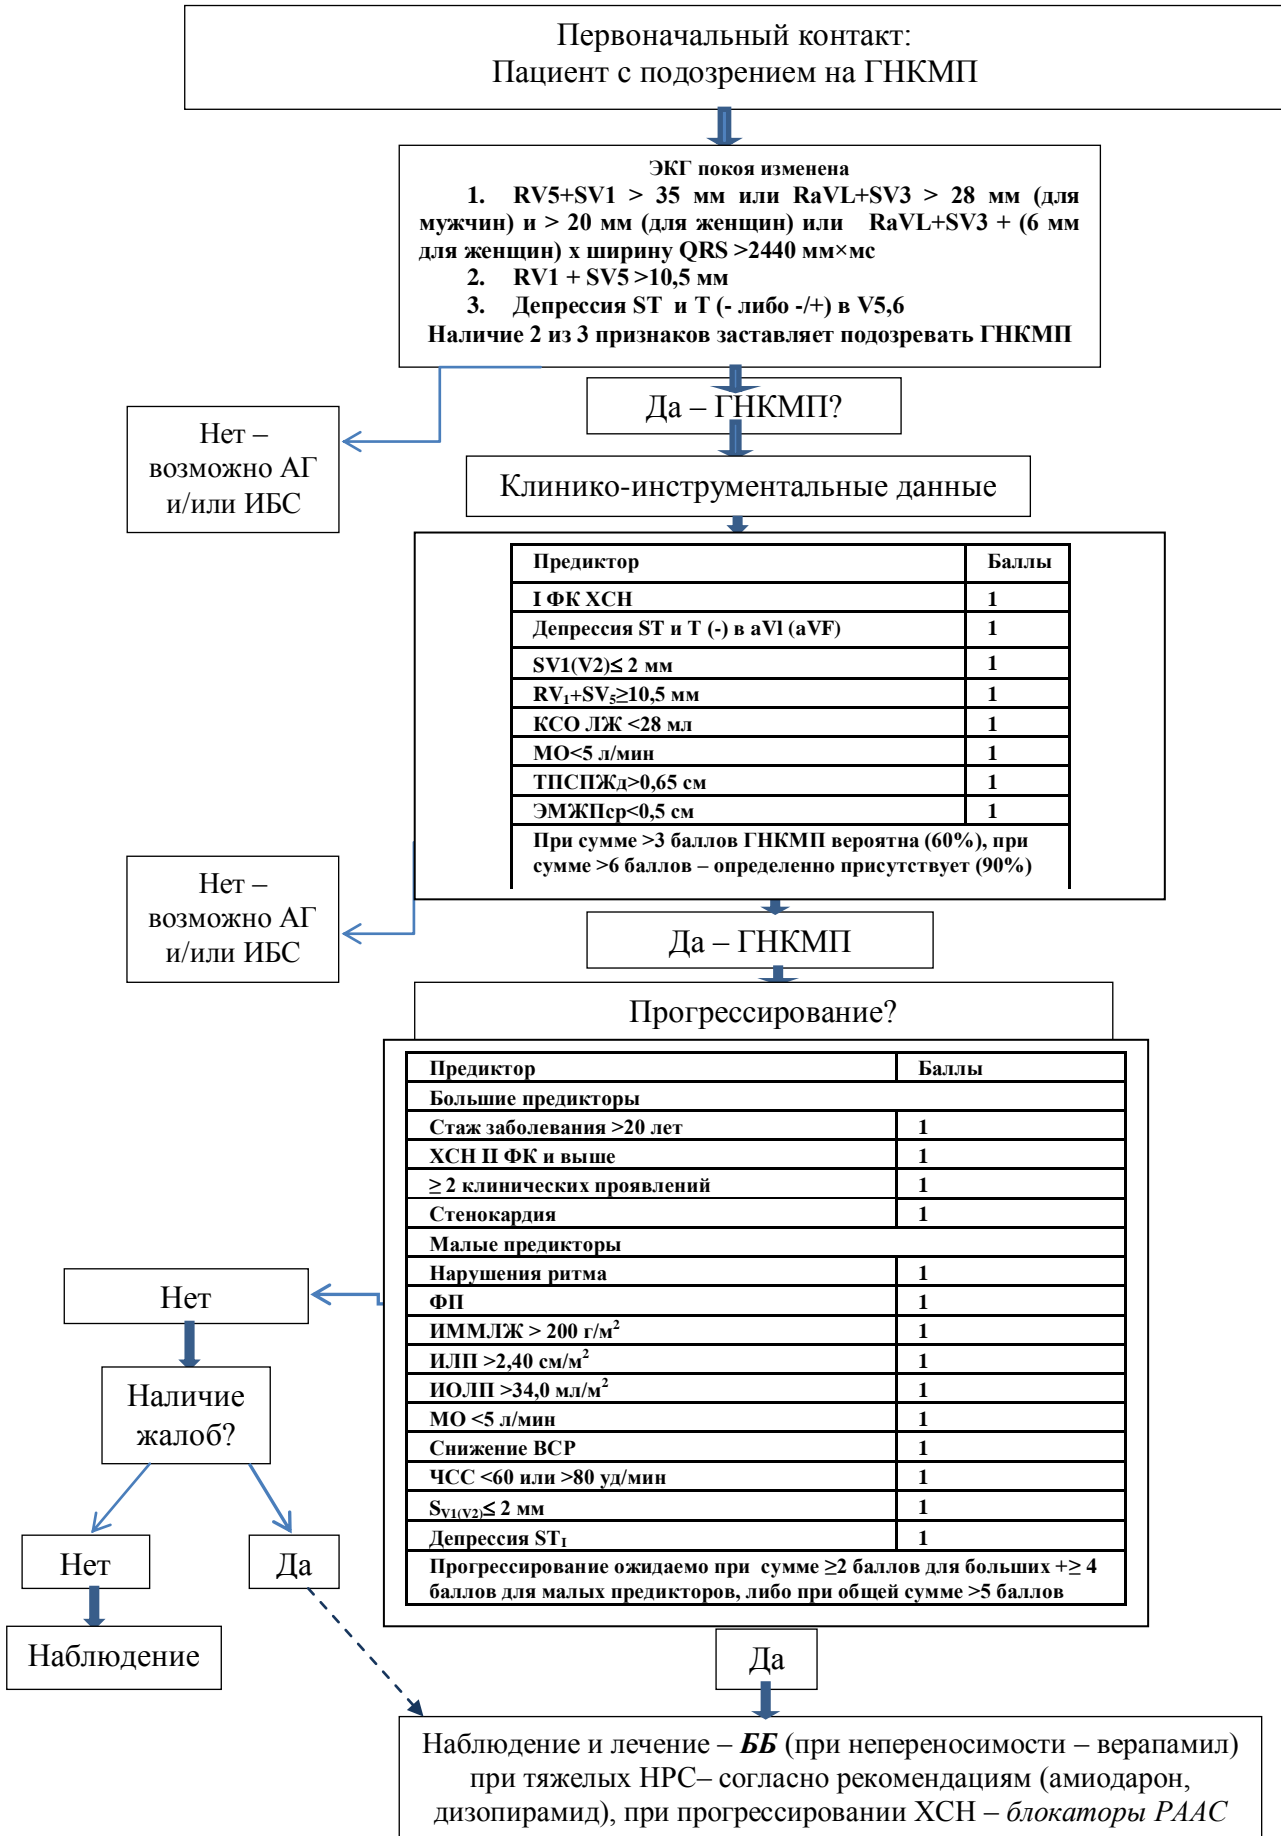 Первоначальный контакт:
Пациент с подозрением на ГНКМП
ЭКГ покоя изменена
1. RV5+SV1 > 35 мм или RaVL+SV3 > 28 мм (для
мужчин) и > 20 мм (для женщин) или RaVL+SV3 + (6 мм
для женщин) х ширину QRS >2440 мм×мс
2. RV1 + SV5 >10,5 мм
3. Депрессия ST и T (- либо -/+) в V5,6
Наличие 2 из 3 признаков заставляет подозревать ГНКМП
Да – ГНКМП?
Нет –
возможно АГ
и/или ИБС
Клинико-инструментальные данные
Предиктор Баллы
I ФК ХСН 1
Депрессия ST и T (-) в aVl (aVF) 1
SV1(V2)≤ 2 мм 1
RV₁+SV₅≥10,5 мм 1
КСО ЛЖ <28 мл 1
МО<5 л/мин 1
ТПСПЖд>0,65 см 1
ЭМЖПср<0,5 см 1
При сумме >3 баллов ГНКМП вероятна (60%), при
сумме >6 баллов – определенно присутствует (90%)
Нет –
возможно АГ
и/или ИБС
Да – ГНКМП
Прогрессирование?
Предиктор Баллы
Большие предикторы
Стаж заболевания >20 лет 1
ХСН II ФК и выше 1
≥ 2 клинических проявлений 1
Стенокардия 1
Малые предикторы
Нарушения ритма 1
ФП 1
ИММЛЖ > 200 г/м² 1
ИЛП >2,40 см/м² 1
ИОЛП >34,0 мл/м² 1
МО <5 л/мин 1
Снижение ВСР 1
ЧСС <60 или >80 уд/мин 1
SV1(V2)≤ 2 мм 1
Депрессия STI 1
Прогрессирование ожидаемо при сумме ≥2 баллов для больших +≥ 4
баллов для малых предикторов, либо при общей сумме >5 баллов
Нет
Наличие
жалоб?
Нет
Да
Наблюдение
Да
Наблюдение и лечение – ББ (при непереносимости – верапамил)
при тяжелых НРС– согласно рекомендациям (амиодарон,
дизопирамид), при прогрессировании ХСН – блокаторы РААС